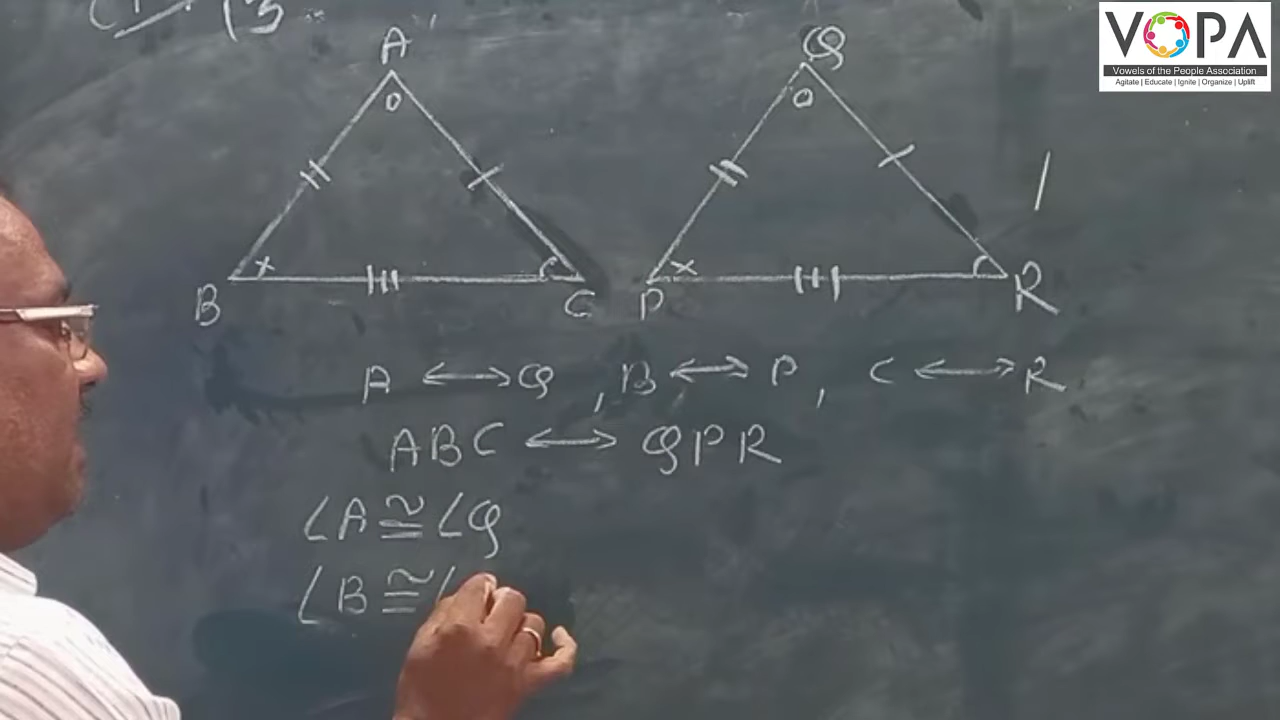 VOPA
Vowels of the People Association
Agitate | Educate | Ignite | Organize | Uplift
A Q
B C P R
A ↔ Q , B ↔ P , C ↔ R
ABC ↔ QPR
∠A ≅ ∠Q
∠B ≅ ∠